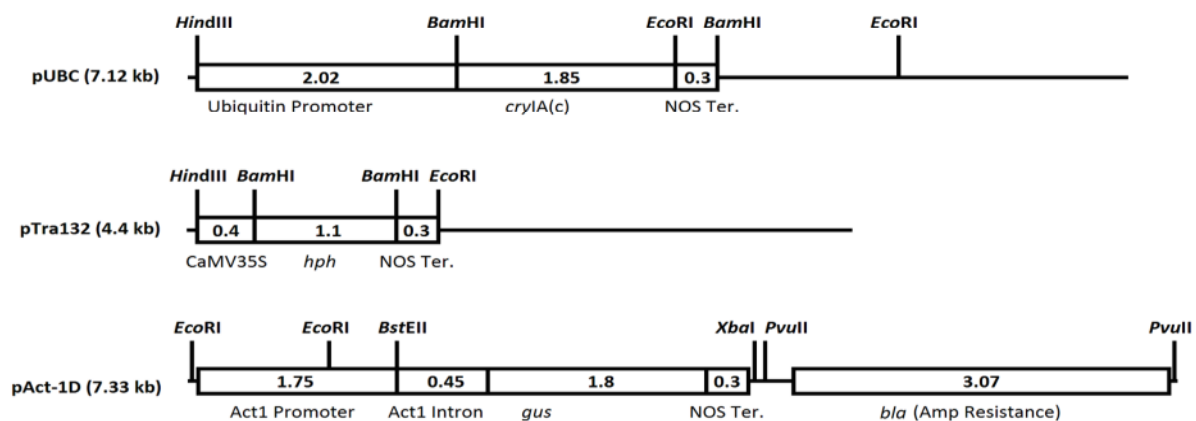 HindIII BamHI EcoRI BamHI EcoRI
pUBC (7.12 kb) 2.02 1.85 0.3
Ubiquitin Promoter cryIA(c) NOS Ter.
HindIII BamHI BamHI EcoRI
pTra132 (4.4 kb) 0.4 1.1 0.3
CaMV35S hph NOS Ter.
EcoRI EcoRI BstEII XbaI PvuII PvuII
pAct-1D (7.33 kb) 1.75 0.45 1.8 0.3 3.07
Act1 Promoter Act1 Intron gus NOS Ter. bla (Amp Resistance)